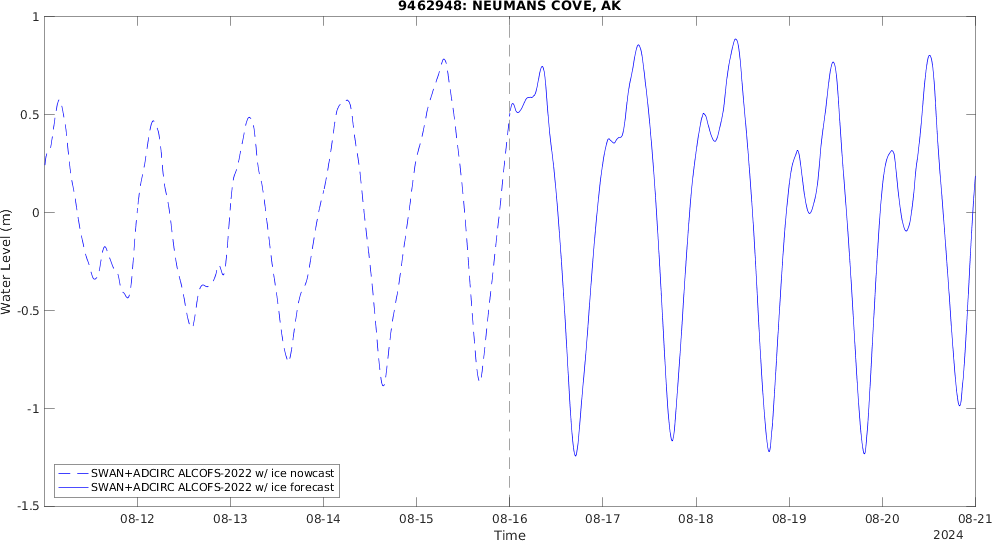 9462948: NEUMANS COVE, AK
1
0.5
0
-0.5
-1
-1.5
Water Level (m)
SWAN+ADCIRC ALCOFS-2022 w/ ice nowcast
SWAN+ADCIRC ALCOFS-2022 w/ ice forecast
08-12 08-13 08-14 08-15 08-16 08-17 08-18 08-19 08-20 08-21
Time
2024